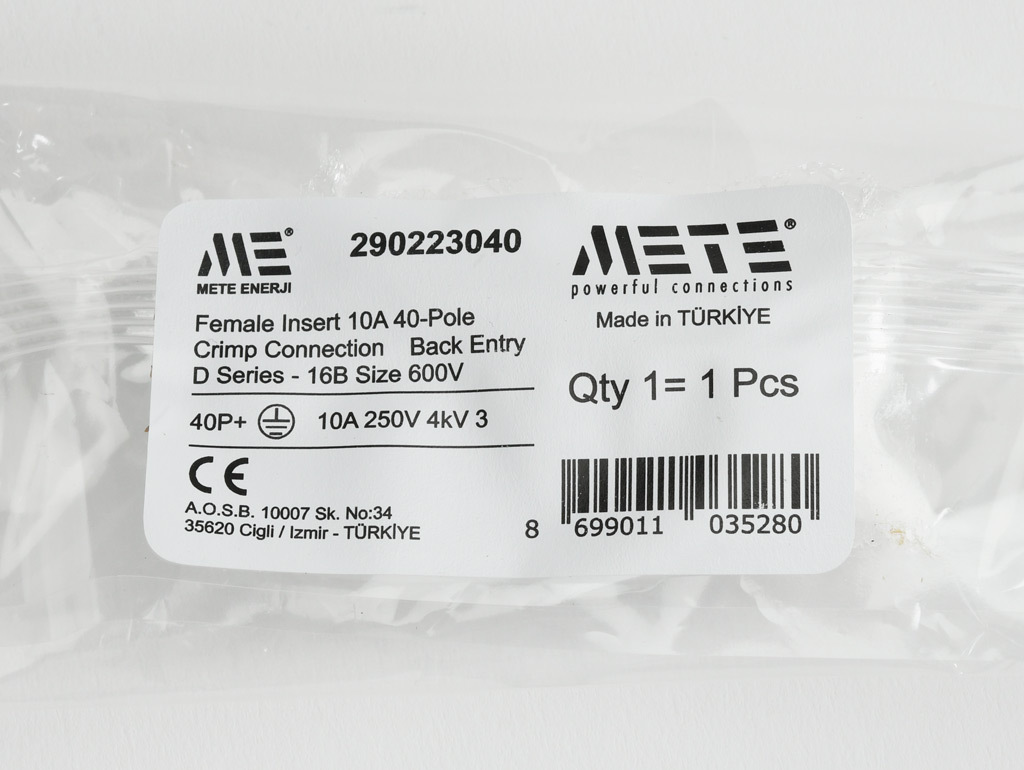 ME®
METE ENERJI
290223040
Female Insert 10A 40-Pole
Crimp Connection Back Entry
D Series - 16B Size 600V
40P+ 10A 250V 4kV 3
CE
A.O.S.B. 10007 Sk. No:34
35620 Cigli / Izmir - TÜRKİYE
METE®
powerful connections
Made in TÜRKİYE
Qty 1= 1 Pcs
8 699011 035280